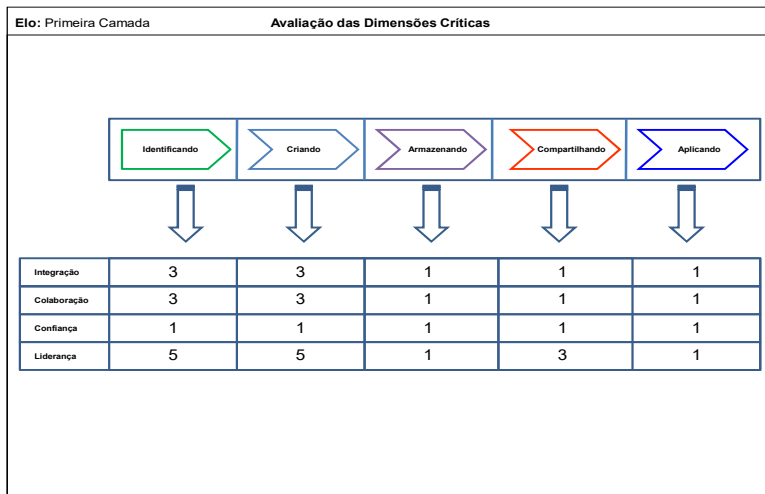 Elo: Primeira Camada Avaliação das Dimensões Críticas
Identificando Criando Armazenando Compartilhando Aplicando
Integração 3 3 1 1 1
Colaboração 3 3 1 1 1
Confiança 1 1 1 1 1
Liderança 5 5 1 3 1